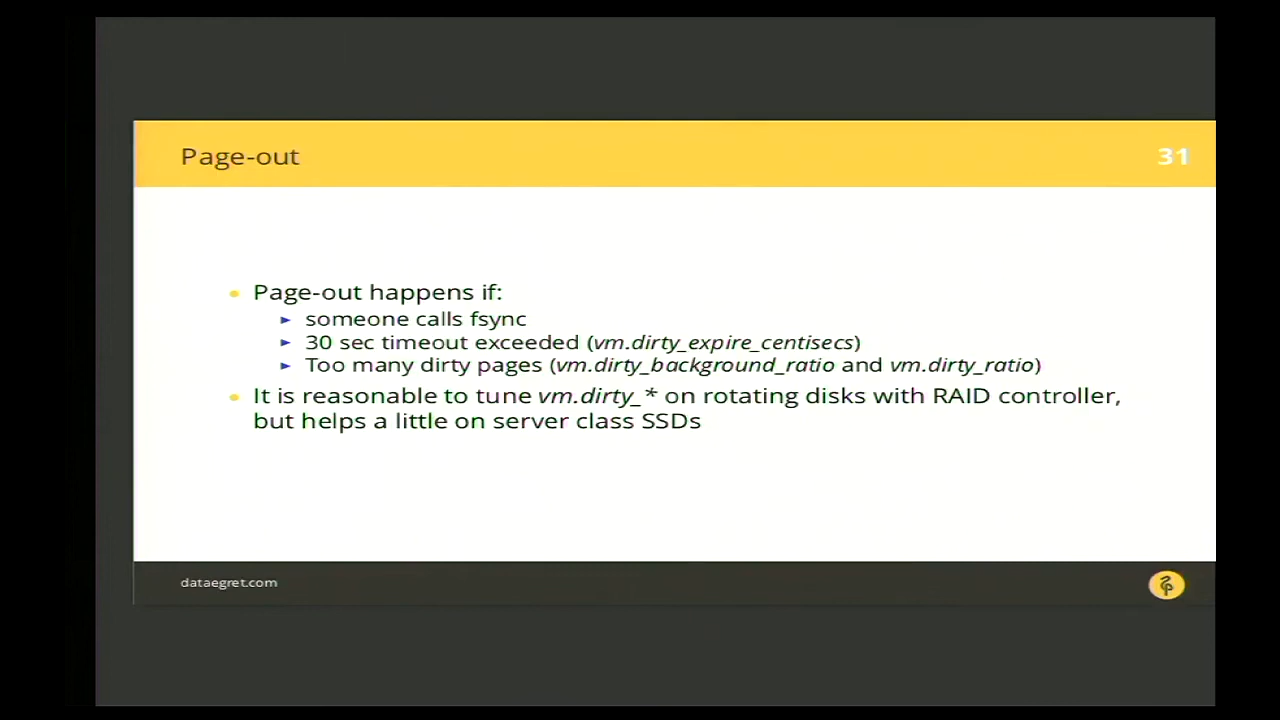 Page-out
31
Page-out happens if:
someone calls fsync
30 sec timeout exceeded (vm.dirty_expire_centisecs)
Too many dirty pages (vm.dirty_background_ratio and vm.dirty_ratio)
It is reasonable to tune vm.dirty_* on rotating disks with RAID controller,
but helps a little on server class SSDs
dataegret.com